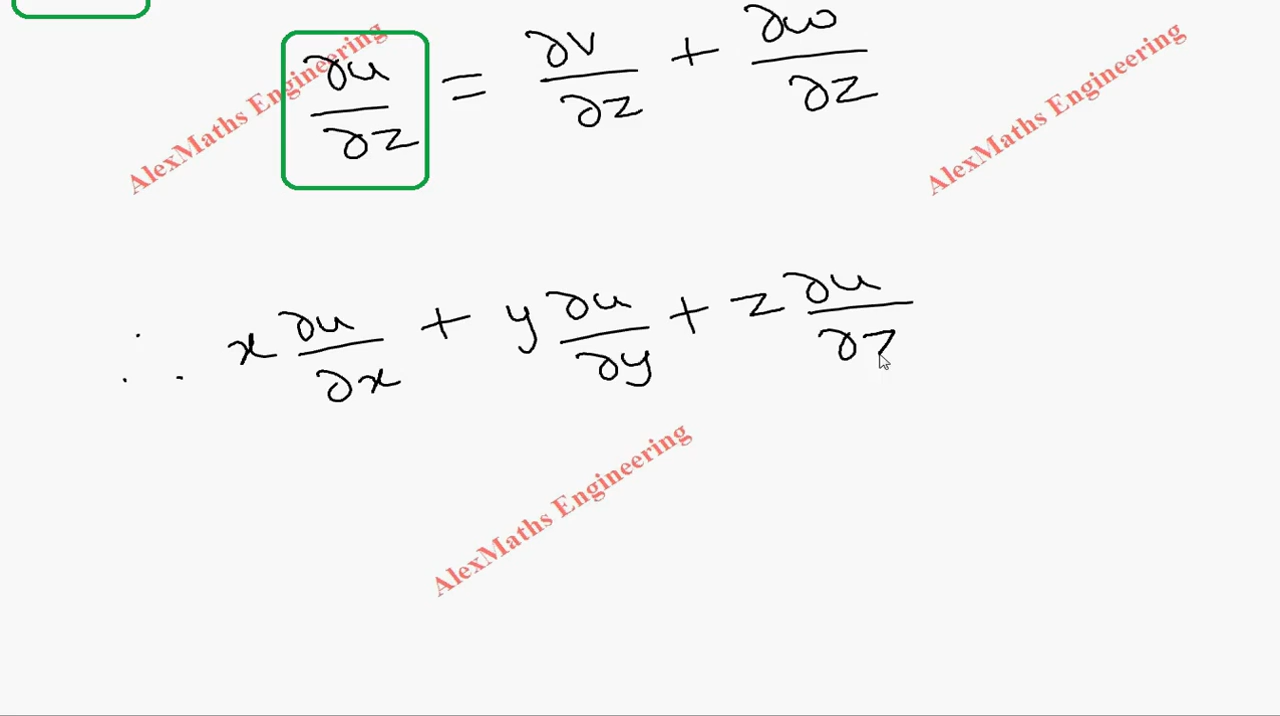 ∂u/∂z = ∂v/∂z + ∂w/∂z
AlexMaths Engineering
AlexMaths Engineering
∴ x ∂u/∂x + y ∂u/∂y + z ∂u/∂z
AlexMaths Engineering